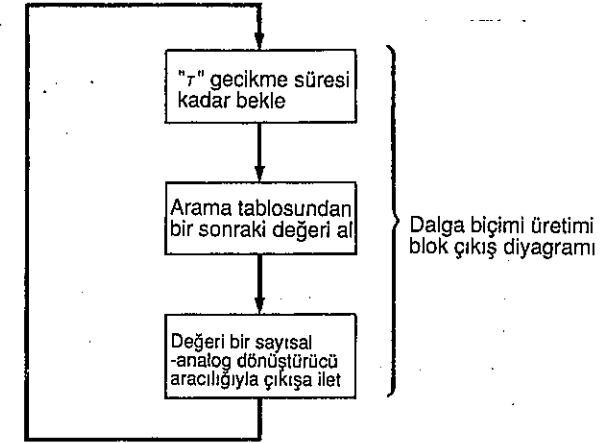 "τ" gecikme süresi
kadar bekle
Arama tablosundan
bir sonraki değeri al
Dalga biçimi üretimi
blok çıkış diyagramı
Değeri bir sayısal
-analog dönüştürücü
aracılığıyla çıkışa ilet